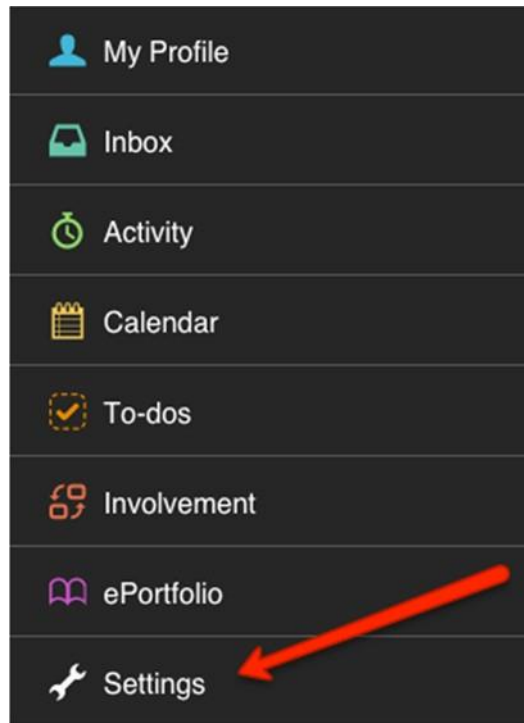 My Profile
Inbox
Activity
Calendar
To-dos
Involvement
ePortfolio
Settings